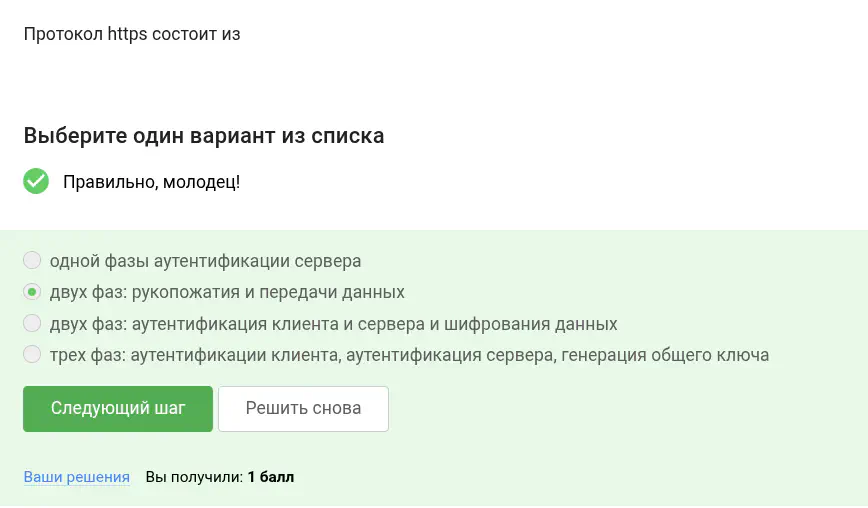 Протокол https состоит из
Выберите один вариант из списка
Правильно, молодец!
одной фазы аутентификации сервера
двух фаз: рукопожатия и передачи данных
двух фаз: аутентификация клиента и сервера и шифрования данных
трех фаз: аутентификации клиента, аутентификация сервера, генерация общего ключа
Следующий шаг Решить снова
Ваши решения Вы получили: 1 балл